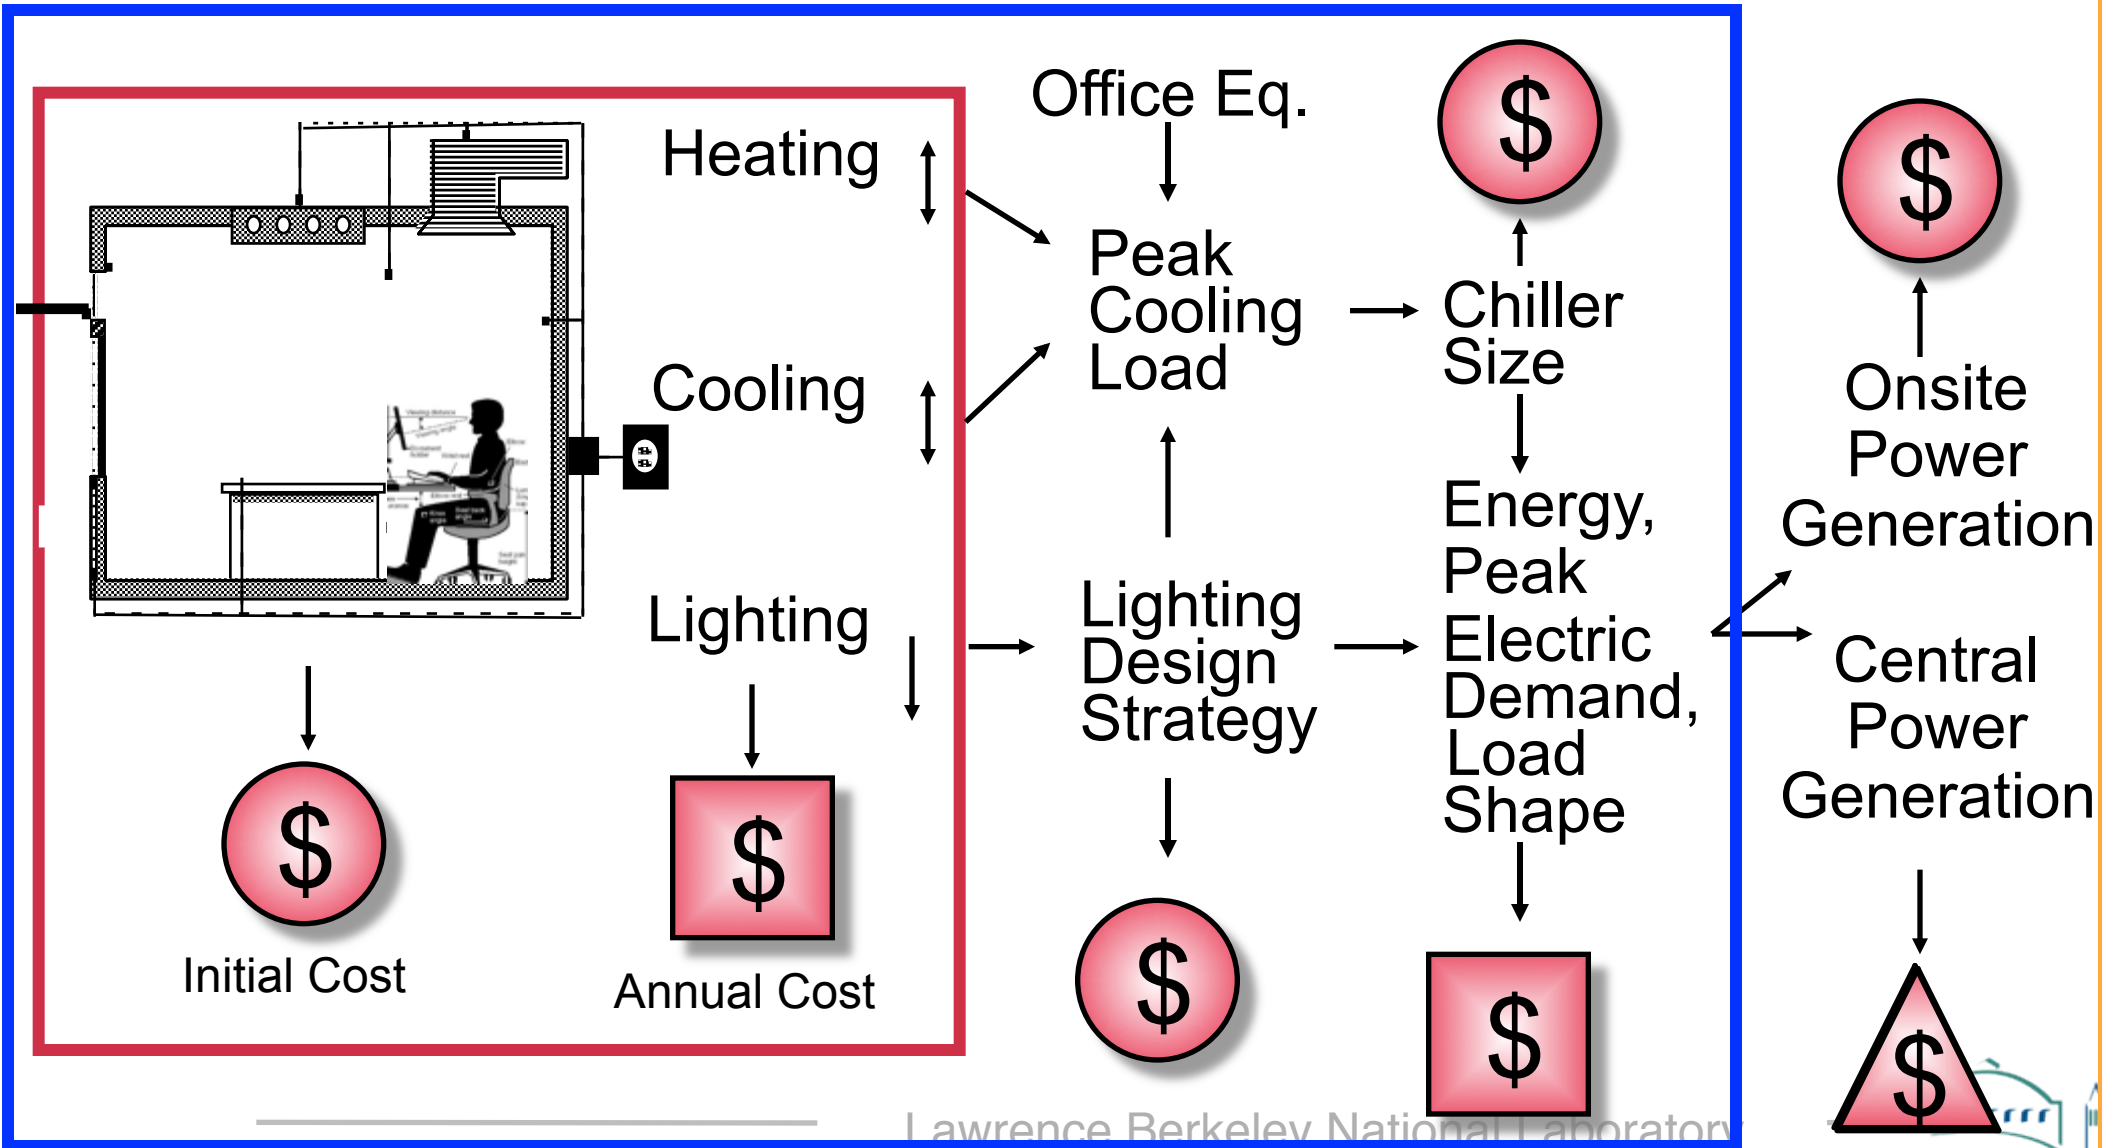 Office Eq.
$
$
Heating
Peak
Cooling
Load
Chiller
Size
Onsite
Power
Generation
Cooling
Energy,
Peak
Electric
Demand,
Load
Shape
Lighting
Lighting
Design
Strategy
Central
Power
Generation
$
Initial Cost
$
Annual Cost
$
$
$
Lawrence Berkeley National Laboratory